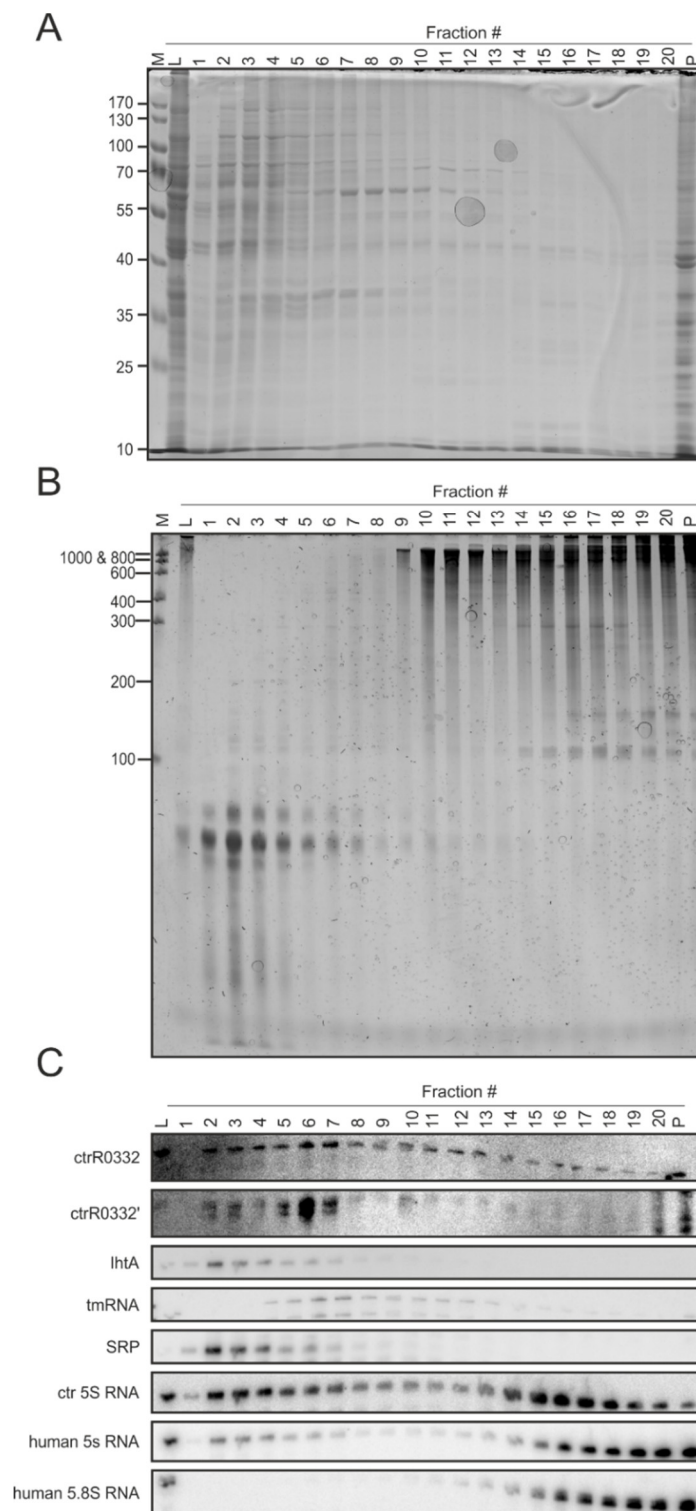 A
Fraction #
M L 1 2 3 4 5 6 7 8 9 10 11 12 13 14 15 16 17 18 19 20 P
170
130
100
70
55
40
35
25
10
B
Fraction #
M L 1 2 3 4 5 6 7 8 9 10 11 12 13 14 15 16 17 18 19 20 P
1000 & 800
600
400
300
200
100
C
Fraction #
L 1 2 3 4 5 6 7 8 9 10 11 12 13 14 15 16 17 18 19 20 P
ctrR0332
ctrR0332'
IhtA
tmRNA
SRP
ctr 5S RNA
human 5s RNA
human 5.8S RNA